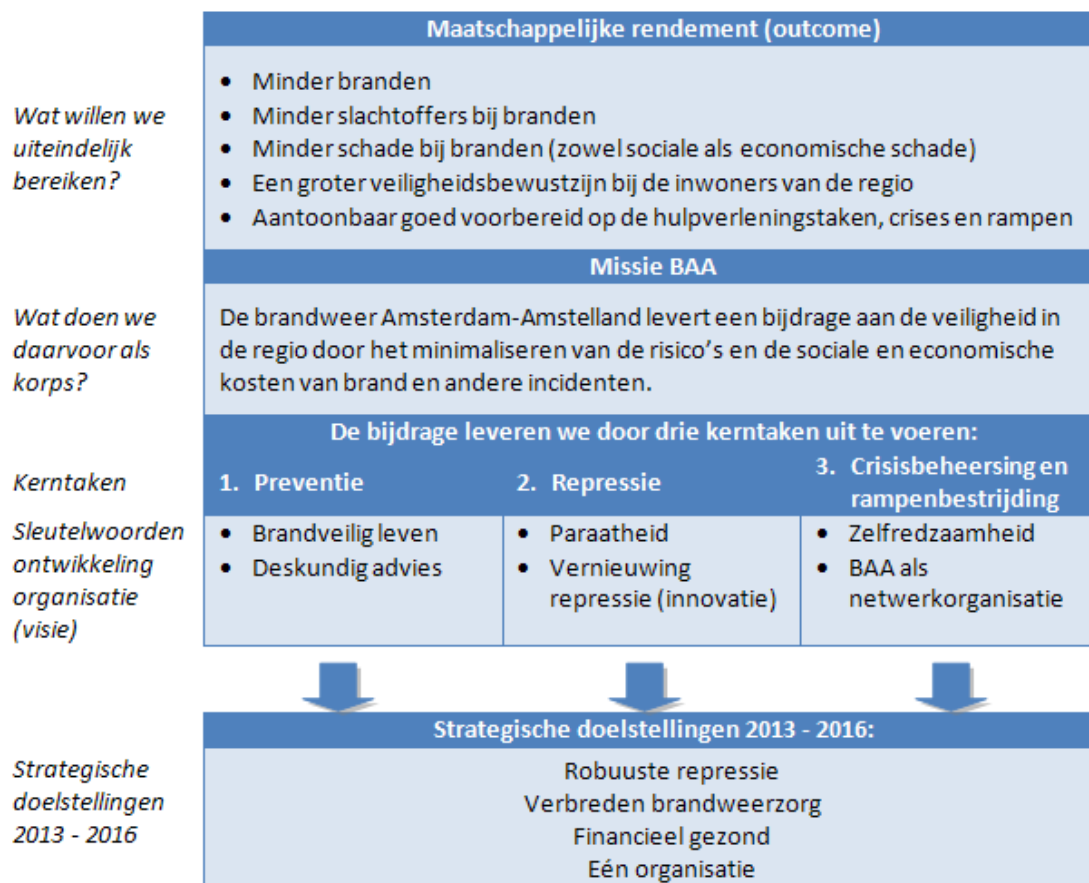 Maatschappelijke rendement (outcome)
Wat willen we
uiteindelijk
bereiken?
• Minder branden
• Minder slachtoffers bij branden
• Minder schade bij branden (zowel sociale als economische schade)
• Een groter veiligheidsbewustzijn bij de inwoners van de regio
• Aantoonbaar goed voorbereid op de hulpverleningstaken, crises en rampen
Missie BAA
Wat doen we
daarvoor als
korps?
De brandweer Amsterdam-Amstelland levert een bijdrage aan de veiligheid in
de regio door het minimaliseren van de risico's en de sociale en economische
kosten van brand en andere incidenten.
De bijdrage leveren we door drie kerntaken uit te voeren:
Kerntaken
1. Preventie
2. Repressie
3. Crisisbeheersing en
rampenbestrijding
Sleutelwoorden
ontwikkeling
organisatie
(visie)
• Brandveilig leven
• Deskundig advies
• Paraatheid
• Vernieuwing
repressie (innovatie)
• Zelfredzaamheid
• BAA als
netwerkorganisatie
Strategische doelstellingen 2013 - 2016:
Strategische
doelstellingen
2013 - 2016
Robuuste repressie
Verbreden brandweerzorg
Financieel gezond
Eén organisatie